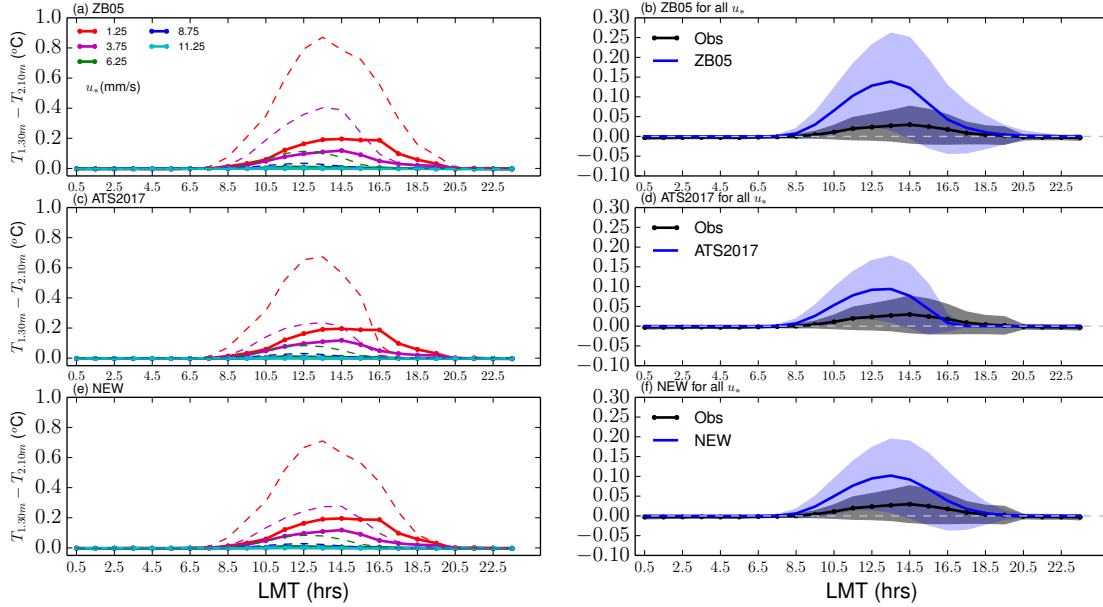 (a) ZB05
1.0
0.8
0.6
0.4
0.2
0.0
T1.30m − T2.10m (°C)
1.25
3.75
6.25
8.75
11.25
u* (mm/s)
0.5 2.5 4.5 6.5 8.5 10.5 12.5 14.5 16.5 18.5 20.5 22.5
(b) ZB05 for all u*
0.30
0.25
0.20
0.15
0.10
0.05
0.00
−0.05
−0.10
Obs
ZB05
0.5 2.5 4.5 6.5 8.5 10.5 12.5 14.5 16.5 18.5 20.5 22.5
(c) ATS2017
1.0
0.8
0.6
0.4
0.2
0.0
T1.30m − T2.10m (°C)
0.5 2.5 4.5 6.5 8.5 10.5 12.5 14.5 16.5 18.5 20.5 22.5
(d) ATS2017 for all u*
0.30
0.25
0.20
0.15
0.10
0.05
0.00
−0.05
−0.10
Obs
ATS2017
0.5 2.5 4.5 6.5 8.5 10.5 12.5 14.5 16.5 18.5 20.5 22.5
(e) NEW
1.0
0.8
0.6
0.4
0.2
0.0
T1.30m − T2.10m (°C)
0.5 2.5 4.5 6.5 8.5 10.5 12.5 14.5 16.5 18.5 20.5 22.5
LMT (hrs)
(f) NEW for all u*
0.30
0.25
0.20
0.15
0.10
0.05
0.00
−0.05
−0.10
Obs
NEW
0.5 2.5 4.5 6.5 8.5 10.5 12.5 14.5 16.5 18.5 20.5 22.5
LMT (hrs)